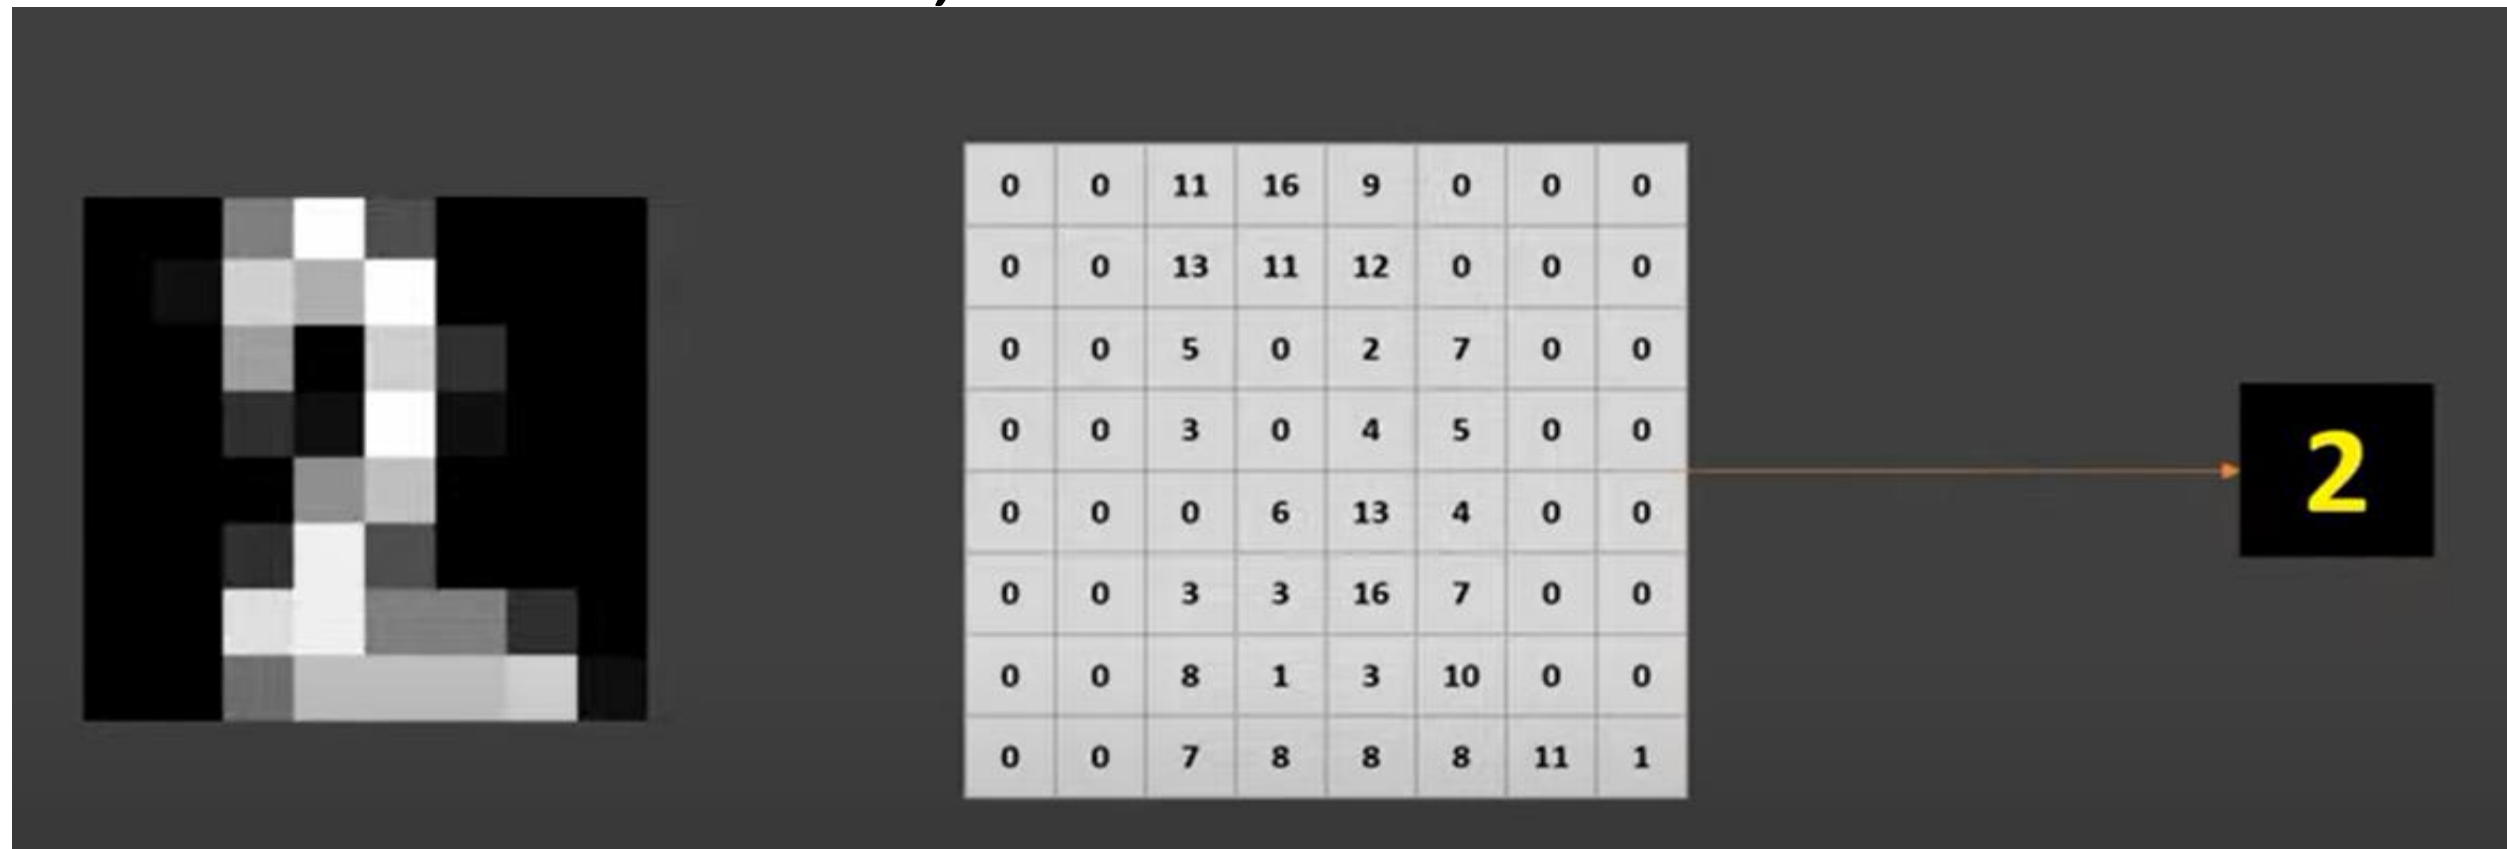 0 0 11 16 9 0 0 0
0 0 13 11 12 0 0 0
0 0 5 0 2 7 0 0
0 0 3 0 4 5 0 0
0 0 0 6 13 4 0 0
0 0 3 3 16 7 0 0
0 0 8 1 3 10 0 0
0 0 7 8 8 8 11 1
2